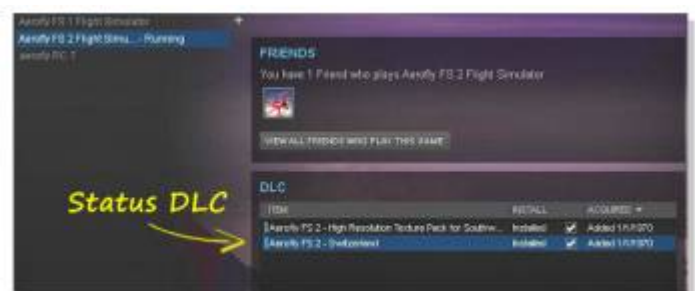 Aerofly FS 1 Flight Simulator
Aerofly FS 2 Flight Simu... - Running
aerofly RC 7
FRIENDS
You have 1 Friend who plays Aerofly FS 2 Flight Simulator
VIEW ALL FRIENDS WHO PLAY THIS GAME
Status DLC
DLC
ITEM INSTALL ACQUIRED
Aerofly FS 2 - High Resolution Texture Pack for Southw... Installed Added 1/1/1970
Aerofly FS 2 - Switzerland Installed Added 1/1/1970